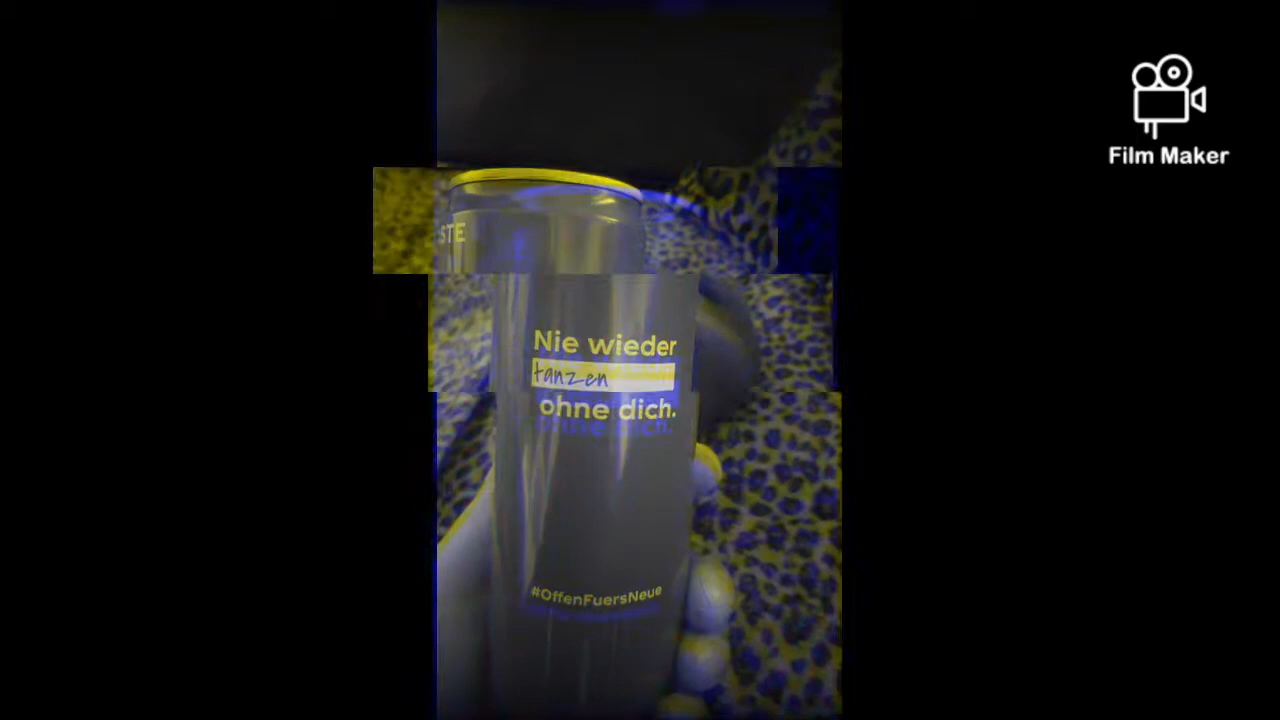 Film Maker
STE
Nie wieder
tanzen
ohne dich.
#OffenFuersNeue